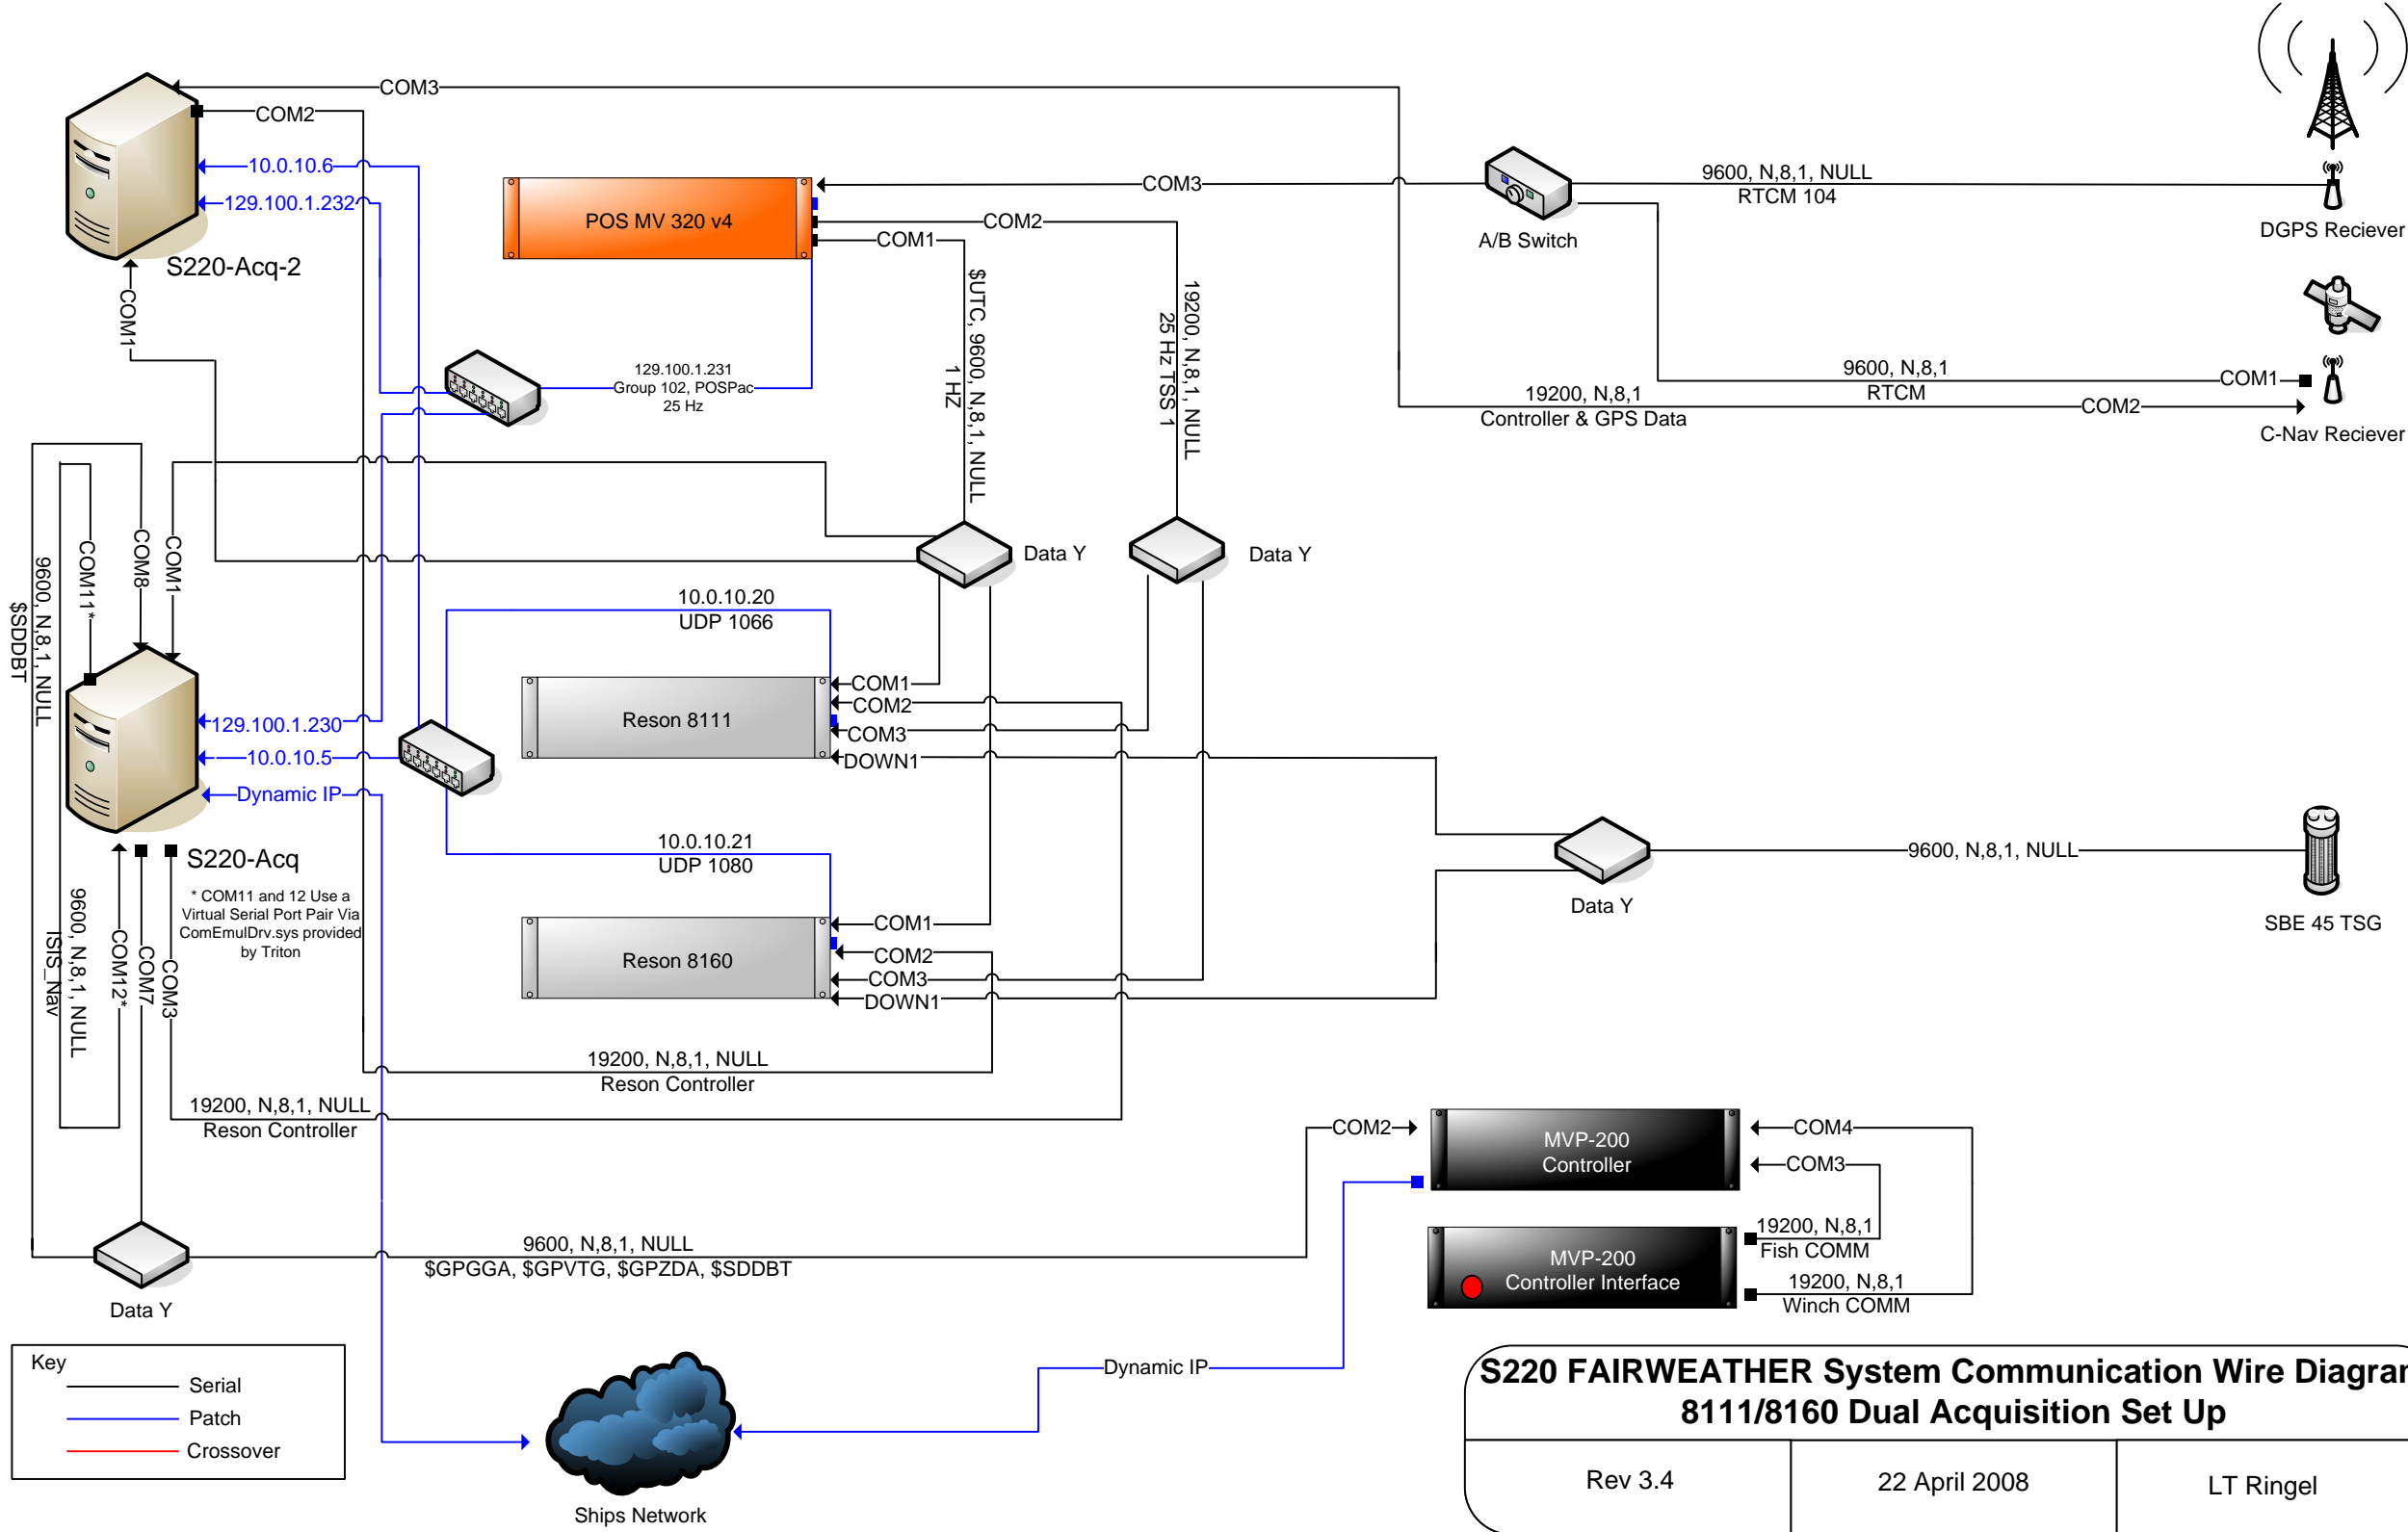 COM3
COM2
10.0.10.6
129.100.1.232
S220-Acq-2
COM1
POS MV 320 v4
COM3
COM2
COM1
A/B Switch
9600, N,8,1, NULL
RTCM 104
DGPS Reciever
$UTC, 9600, N,8,1, NULL
1 HZ
19200, N,8,1, NULL
25 Hz TSS 1
129.100.1.231
Group 102, POSPac
25 Hz
9600, N,8,1
RTCM
COM1
19200, N,8,1
Controller & GPS Data
COM2
C-Nav Reciever
Data Y
Data Y
9600, N,8,1, NULL
$SDDBT
COM11*
COM8
COM1
10.0.10.20
UDP 1066
Reson 8111
COM1
COM2
COM3
DOWN1
129.100.1.230
10.0.10.5
Dynamic IP
S220-Acq
* COM11 and 12 Use a
Virtual Serial Port Pair Via
ComEmulDrv.sys provided
by Triton
9600, N,8,1, NULL
ISIS_Nav
COM12*
COM7
COM3
10.0.10.21
UDP 1080
Reson 8160
COM1
COM2
COM3
DOWN1
Data Y
9600, N,8,1, NULL
SBE 45 TSG
19200, N,8,1, NULL
Reson Controller
19200, N,8,1, NULL
Reson Controller
COM2
MVP-200
Controller
COM4
COM3
19200, N,8,1
Fish COMM
MVP-200
Controller Interface
19200, N,8,1
Winch COMM
9600, N,8,1, NULL
$GPGGA, $GPVTG, $GPZDA, $SDDBT
Data Y
Key
Serial
Patch
Crossover
Dynamic IP
Ships Network
S220 FAIRWEATHER System Communication Wire Diagram
8111/8160 Dual Acquisition Set Up
Rev 3.4
22 April 2008
LT Ringel